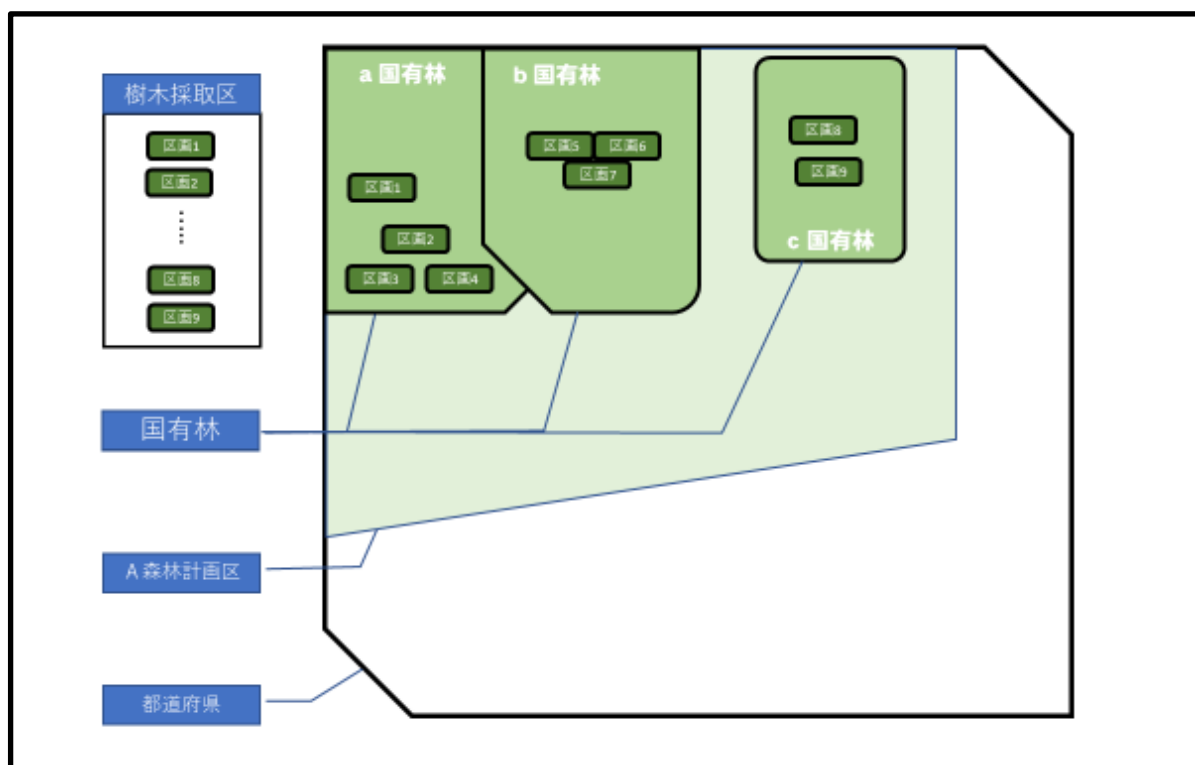 樹木採取区
区画1
区画2
区画8
区画9
国有林
A森林計画区
都道府県
a 国有林
区画1
区画2
区画3
区画4
b 国有林
区画5
区画6
区画7
区画8
区画9
c 国有林